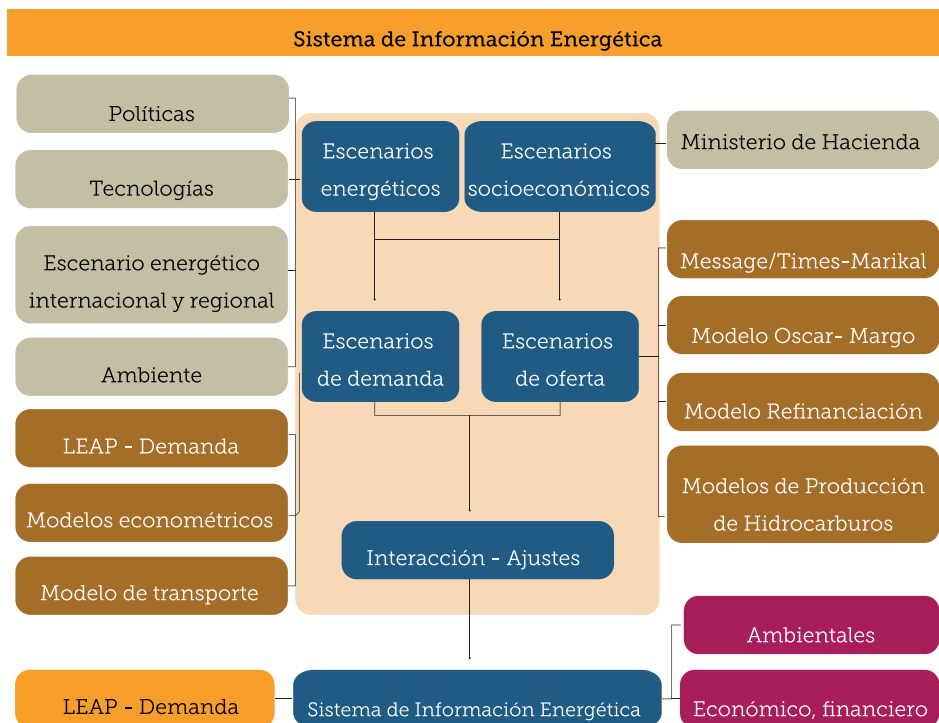 Sistema de Información Energética
Políticas
Tecnologías
Escenario energético
internacional y regional
Ambiente
LEAP - Demanda
Modelos econométricos
Modelo de transporte
LEAP - Demanda
Escenarios
energéticos
Escenarios
socioeconómicos
Escenarios
de demanda
Escenarios
de oferta
Interacción - Ajustes
Sistema de Información Energética
Ministerio de Hacienda
Message/Times-Marikal
Modelo Oscar- Margo
Modelo Refinanciación
Modelos de Producción
de Hidrocarburos
Ambientales
Económico, financiero